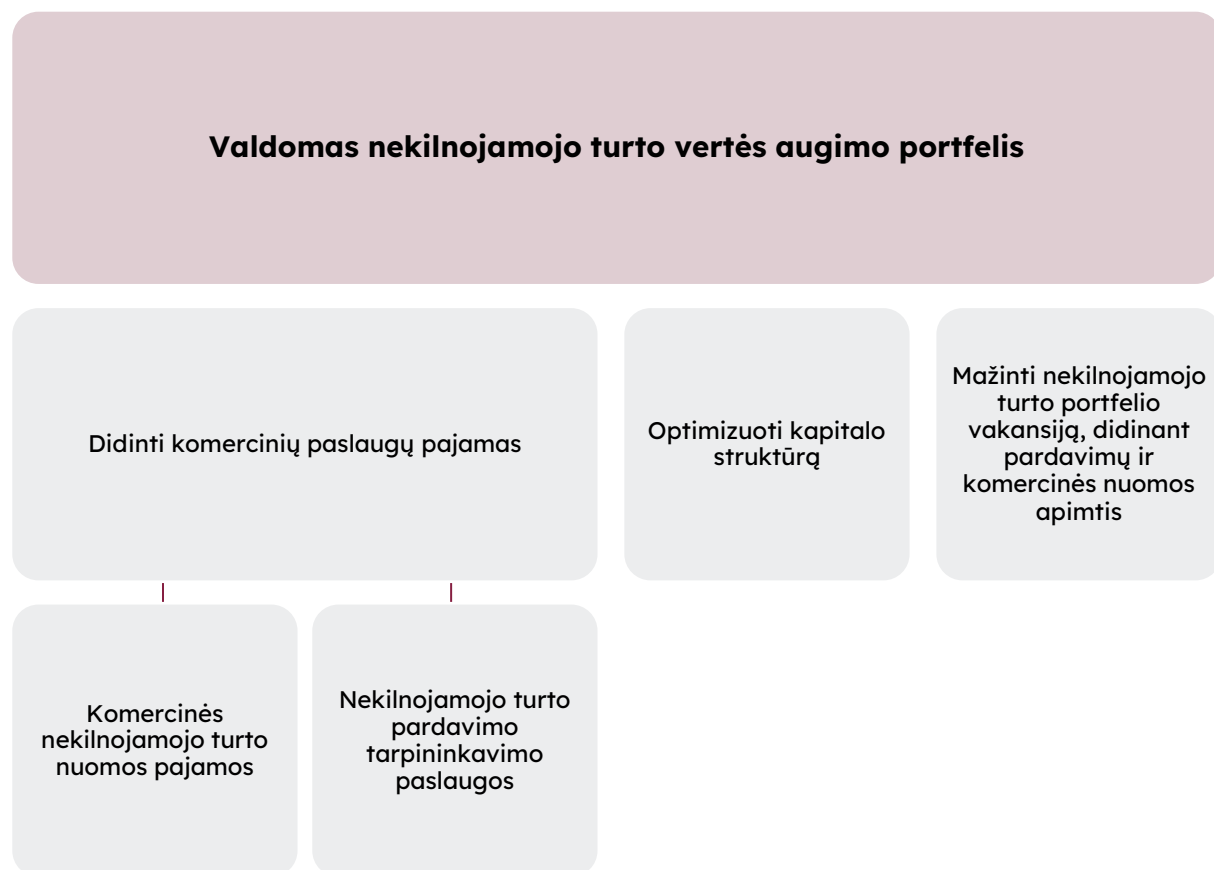 Valdomas nekilnojamojo turto vertės augimo portfelis
Didinti komercinių paslaugų pajamas
Optimizuoti kapitalo
struktūrą
Mažinti nekilnojamojo
turto portfelio
vakansiją, didinant
pardavimų ir
komercinės nuomos
apimtis
Komercinės
nekilnojamojo turto
nuomos pajamos
Nekilnojamojo turto
pardavimo
tarpininkavimo
paslaugos